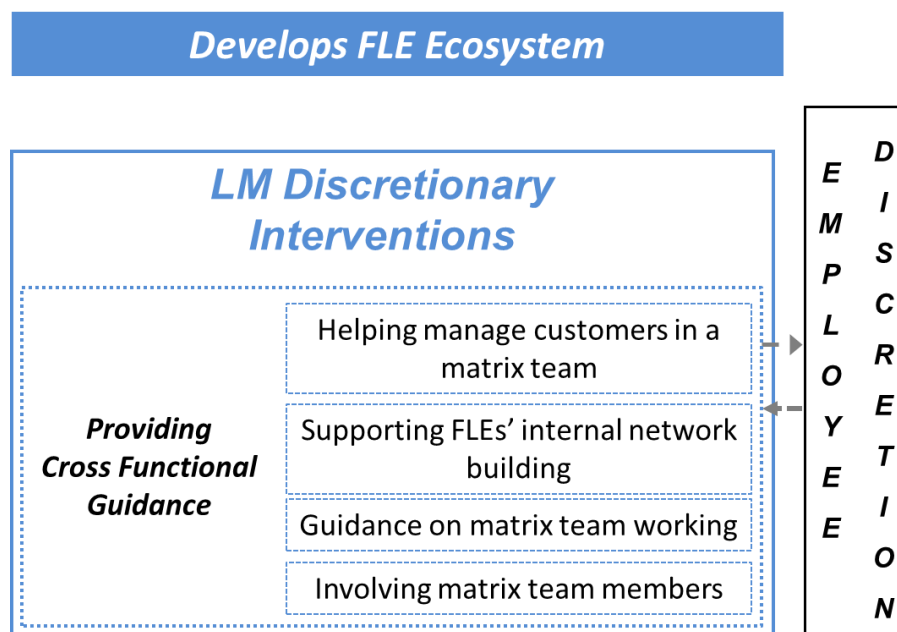 Develops FLE Ecosystem
LM Discretionary
Interventions
Providing
Cross Functional
Guidance
Helping manage customers in a
matrix team
Supporting FLEs’ internal network
building
Guidance on matrix team working
Involving matrix team members
EMPLOYEE
DISCRETION